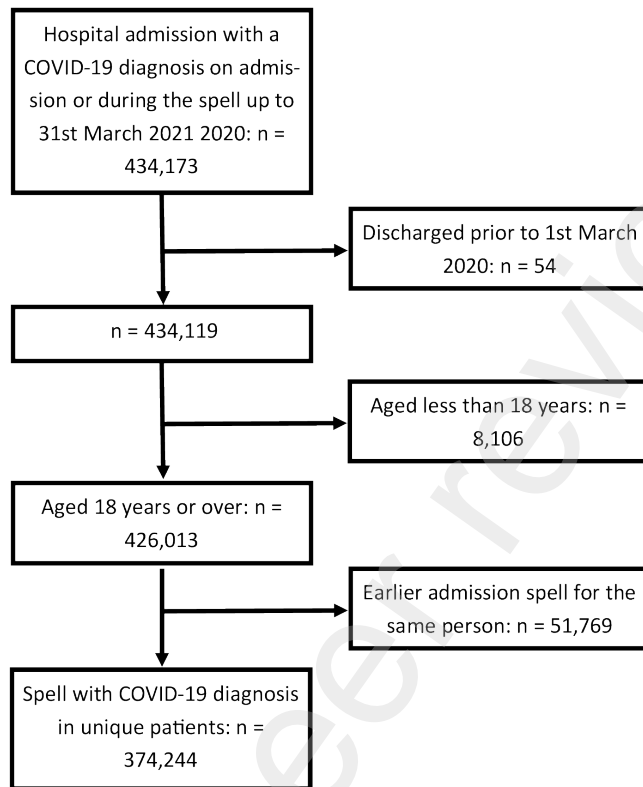 Hospital admission with a
COVID-19 diagnosis on admis-
sion or during the spell up to
31st March 2021 2020: n =
434,173
Discharged prior to 1st March
2020: n = 54
n = 434,119
Aged less than 18 years: n =
8,106
Aged 18 years or over: n =
426,013
Earlier admission spell for the
same person: n = 51,769
Spell with COVID-19 diagnosis
in unique patients: n =
374,244
eer review